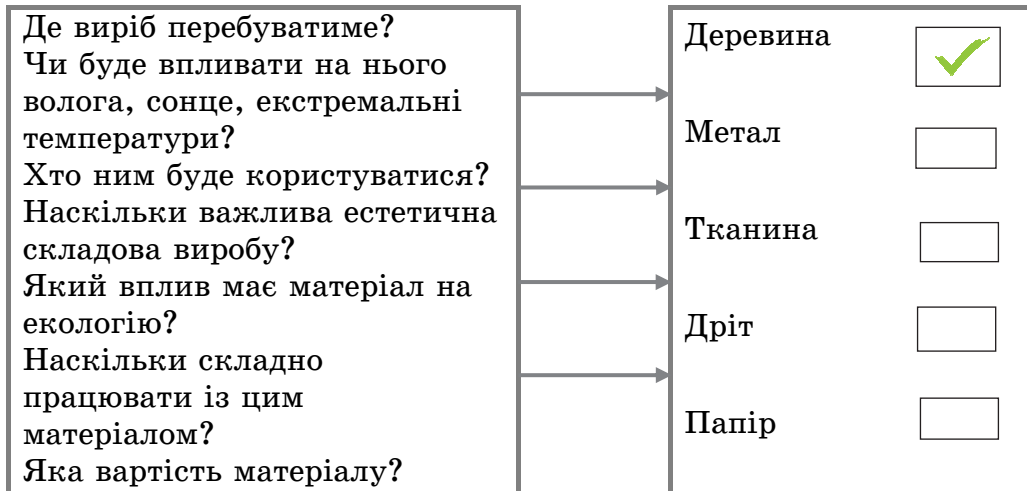 Де виріб перебуватиме?
Чи буде впливати на нього
волога, сонце, екстремальні
температури?
Хто ним буде користуватися?
Наскільки важлива естетична
складова виробу?
Який вплив має матеріал на
екологію?
Наскільки складно
працювати із цим
матеріалом?
Яка вартість матеріалу?
Деревина
Метал
Тканина
Дріт
Папір